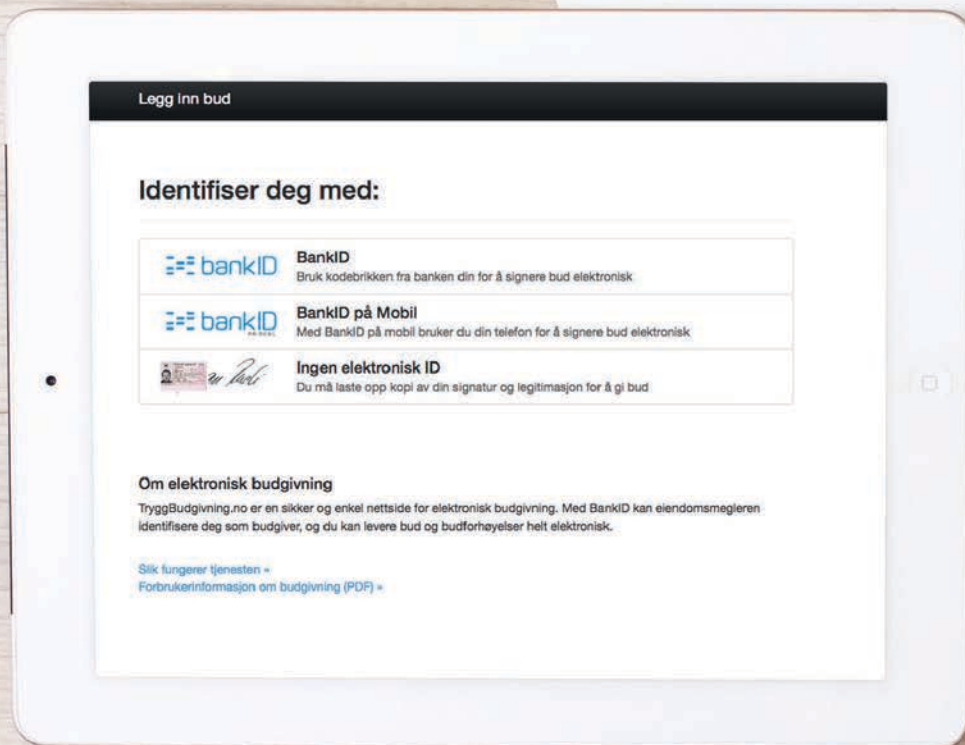 Legg inn bud
Identifiser deg med:
bankID
BankID
Bruk kodebrikken fra banken din for å signere bud elektronisk
bankID
BankID på Mobil
Med BankID på mobil bruker du din telefon for å signere bud elektronisk
Ingen elektronisk ID
Du må laste opp kopi av din signatur og legitimasjon for å gi bud
Om elektronisk budgivning
TryggBudgivning.no er en sikker og enkel nettside for elektronisk budgivning. Med BankID kan eiendomsmegleren
identifisere deg som budgiver, og du kan levere bud og budforhøyelser helt elektronisk.
Slik fungerer tjenesten »
Forbrukerinformasjon om budgivning (PDF) »